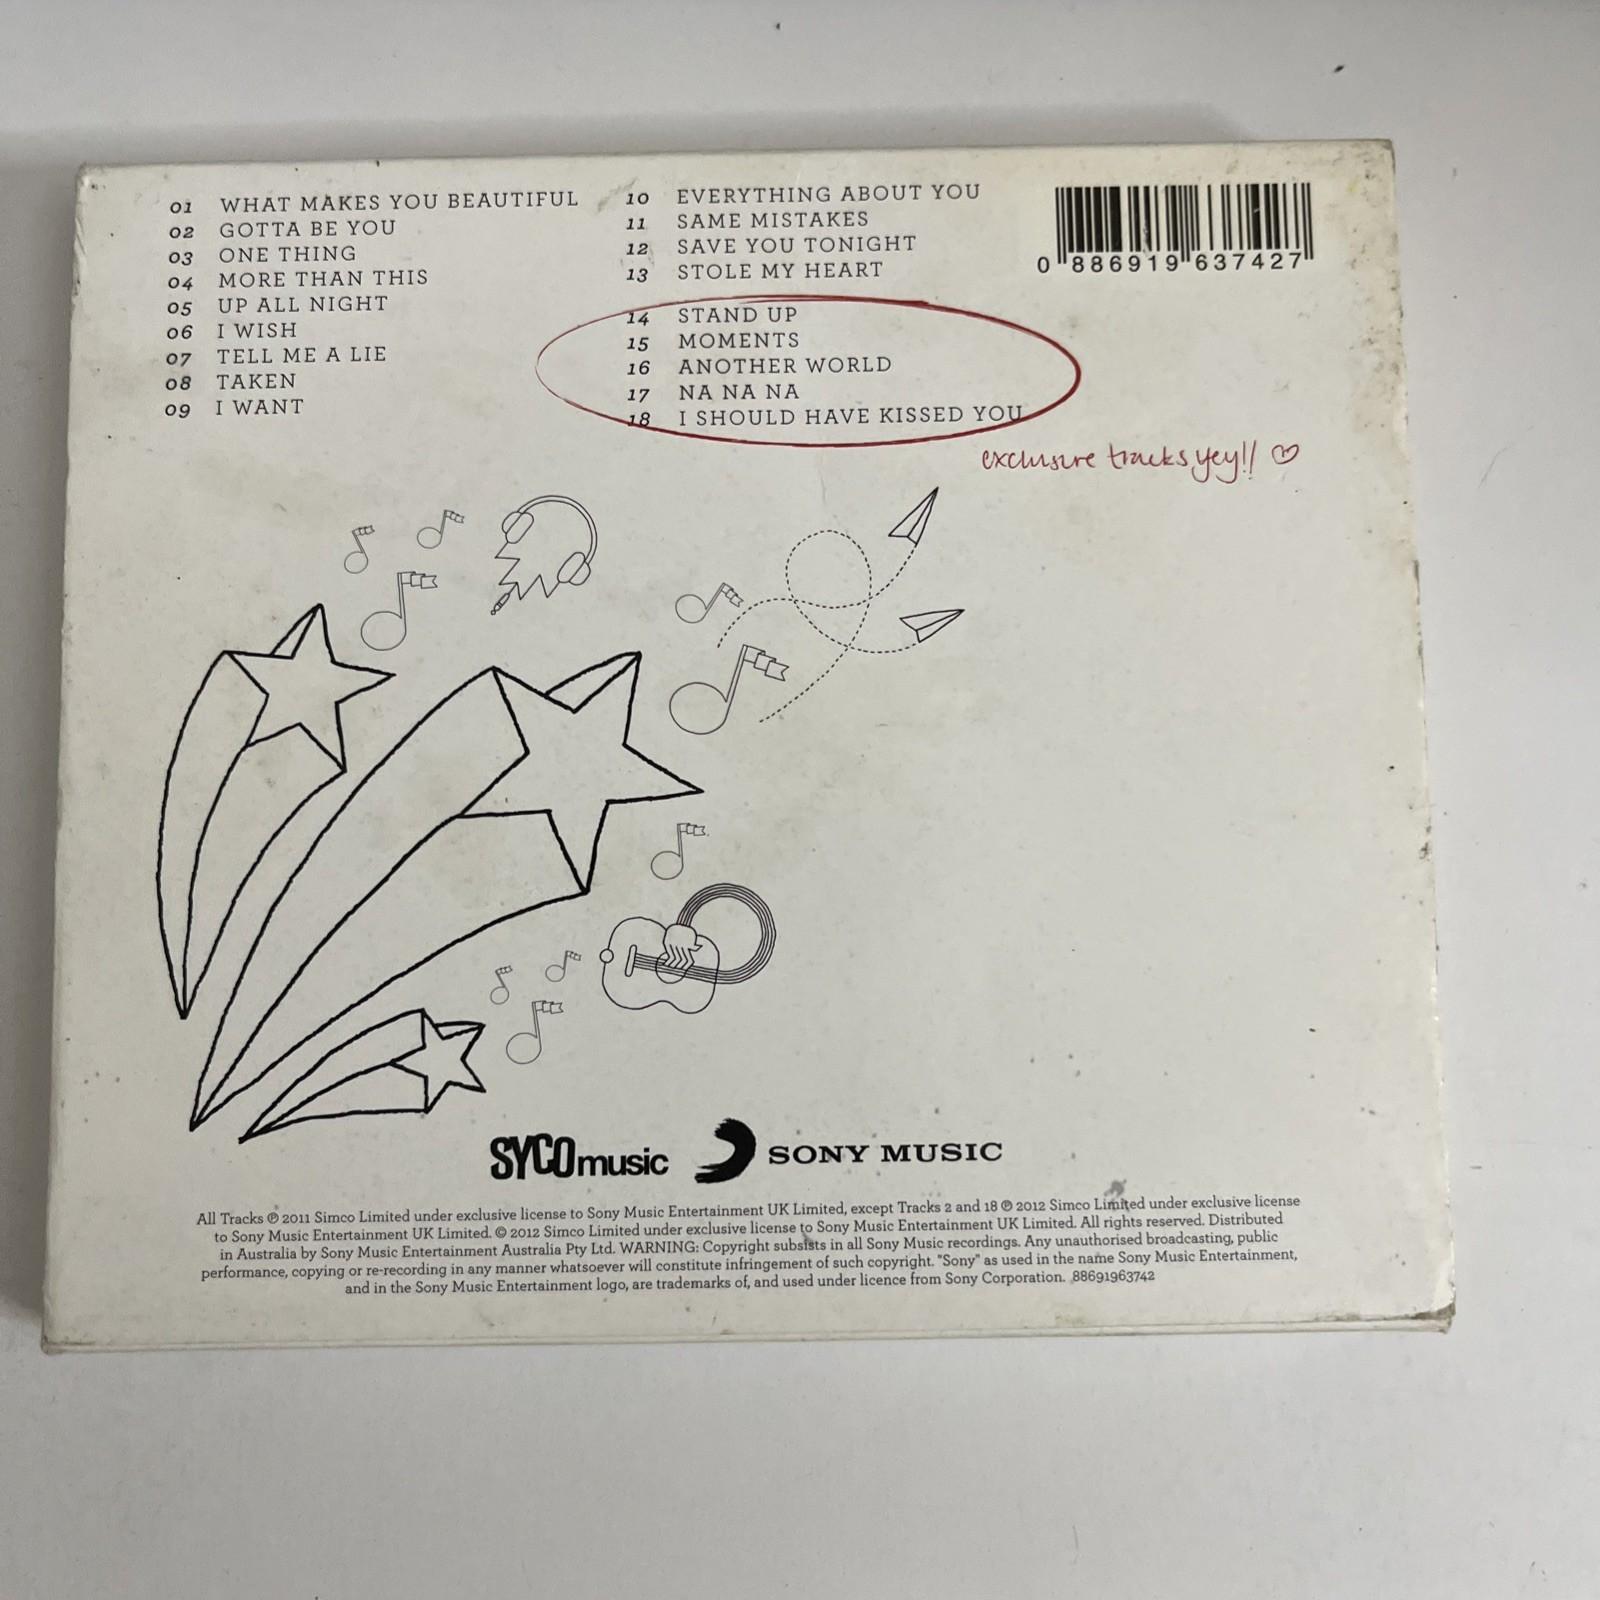 01 WHAT MAKES YOU BEAUTIFUL
02 GOTTA BE YOU
03 ONE THING
04 MORE THAN THIS
05 UP ALL NIGHT
06 I WISH
07 TELL ME A LIE
08 TAKEN
09 I WANT
10 EVERYTHING ABOUT YOU
11 SAME MISTAKES
12 SAVE YOU TONIGHT
13 STOLE MY HEART
14 STAND UP
15 MOMENTS
16 ANOTHER WORLD
17 NA NA NA
18 I SHOULD HAVE KISSED YOU
0 886919 637427
exclusive tracks yey!! ♡
SYCOmusic
SONY MUSIC
All Tracks ℗ 2011 Simco Limited under exclusive license to Sony Music Entertainment UK Limited, except Tracks 2 and 18 ℗ 2012 Simco Limited under exclusive license
to Sony Music Entertainment UK Limited. © 2012 Simco Limited under exclusive license to Sony Music Entertainment UK Limited. All rights reserved. Distributed
in Australia by Sony Music Entertainment Australia Pty Ltd. WARNING: Copyright subsists in all Sony Music recordings. Any unauthorised broadcasting, public
performance, copying or re-recording in any manner whatsoever will constitute infringement of such copyright. "Sony" as used in the name Sony Music Entertainment,
and in the Sony Music Entertainment logo, are trademarks of, and used under licence from Sony Corporation. 88691963742